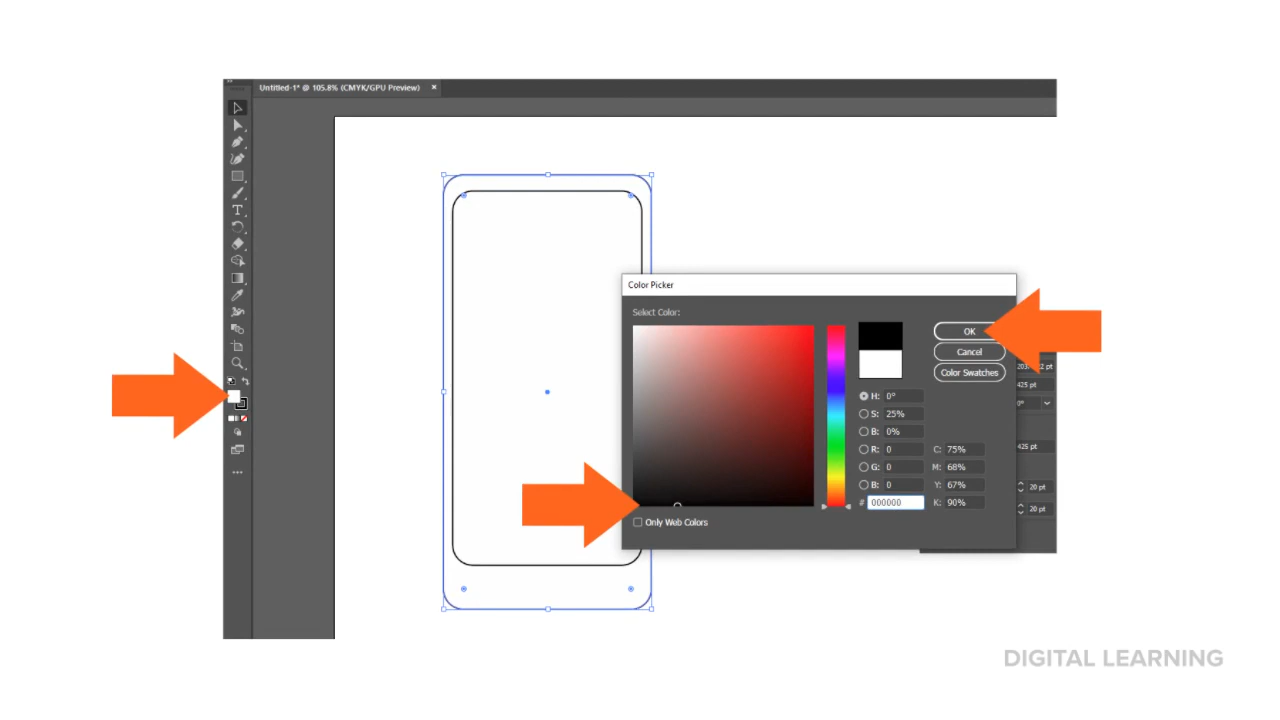 Untitled-1* @ 105.8% (CMYK/GPU Preview) ×
Color Picker
Select Color:
OK
Cancel
Color Swatches
H: 0°
S: 25%
B: 0%
R: 0 C: 75%
G: 0 M: 68%
B: 0 Y: 67%
# 000000 K: 90%
Only Web Colors
425 pt
0°
425 pt
20 pt
20 pt
DIGITAL LEARNING